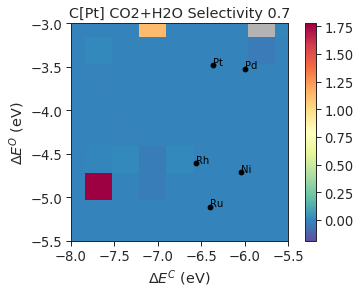 C[Pt] CO2+H2O Selectivity 0.7
ΔE^O (eV)
−3.0
−3.5
−4.0
−4.5
−5.0
−5.5
Pt
Pd
Rh
Ni
Ru
−8.0 −7.5 −7.0 −6.5 −6.0 −5.5
ΔE^C (eV)
1.75
1.50
1.25
1.00
0.75
0.50
0.25
0.00